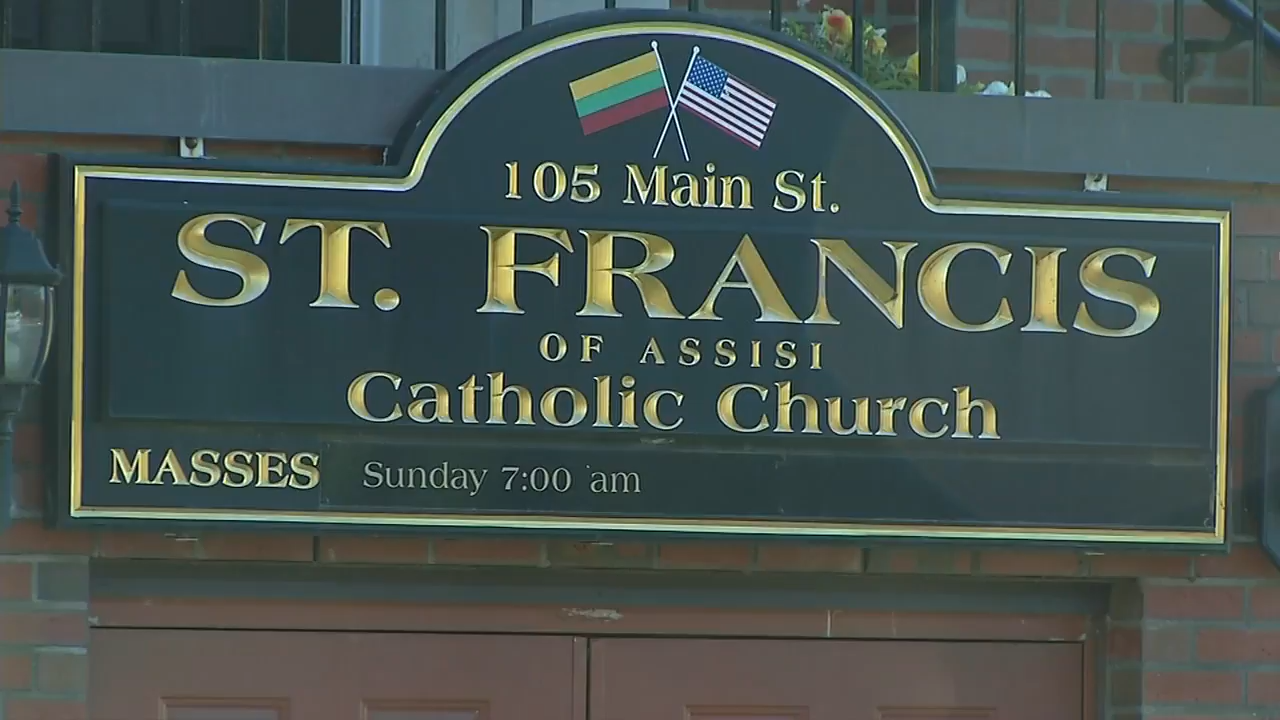 105 Main St.
ST. FRANCIS
OF ASSISI
Catholic Church
MASSES Sunday 7:00 am